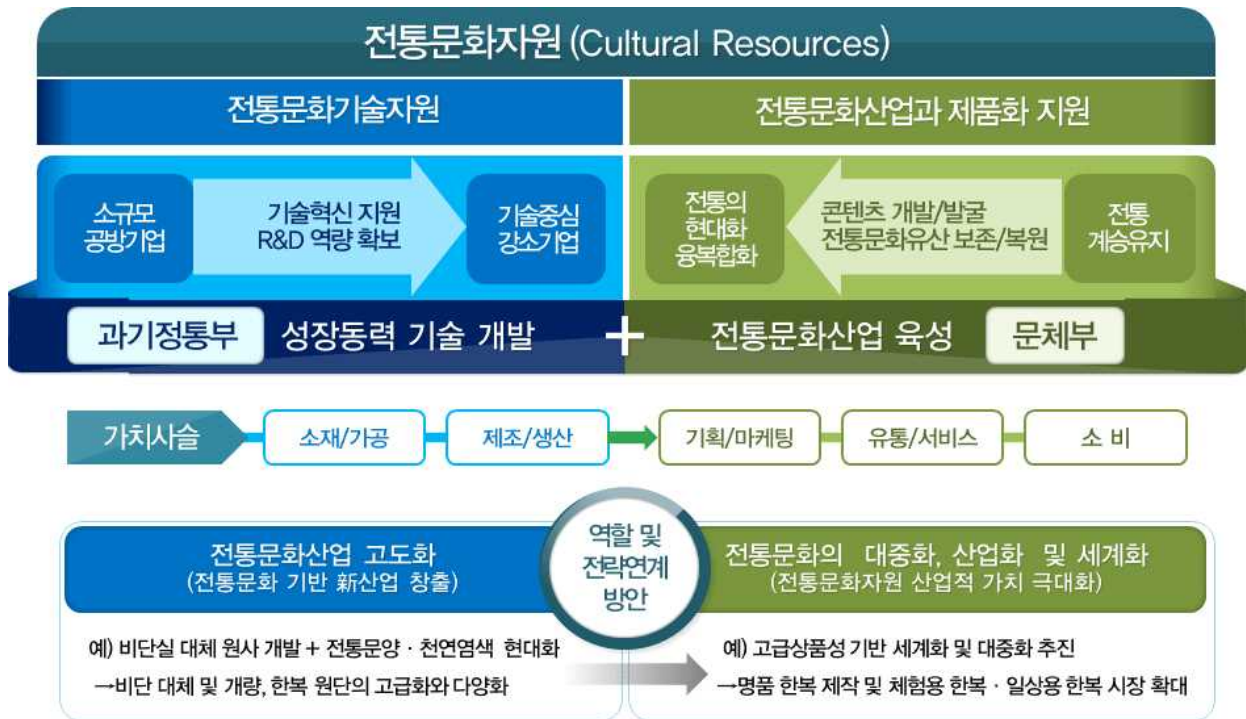 전통문화자원 (Cultural Resources)
전통문화기술자원
전통문화산업과 제품화 지원
소규모
공방기업
기술혁신 지원
R&D 역량 확보
기술중심
강소기업
전통의
현대화
융복합화
콘텐츠 개발/발굴
전통문화유산 보존/복원
전통
계승유지
과기정통부 성장동력 기술 개발 + 전통문화산업 육성 문체부
가치사슬
소재/가공
제조/생산
기획/마케팅
유통/서비스
소 비
역할 및
전략연계
방안
전통문화산업 고도화
(전통문화 기반 新산업 창출)
예) 비단실 대체 원사 개발 + 전통문양 · 천연염색 현대화
→비단 대체 및 개량, 한복 원단의 고급화와 다양화
전통문화의 대중화, 산업화 및 세계화
(전통문화자원 산업적 가치 극대화)
예) 고급상품성 기반 세계화 및 대중화 추진
→명품 한복 제작 및 체험용 한복 · 일상용 한복 시장 확대